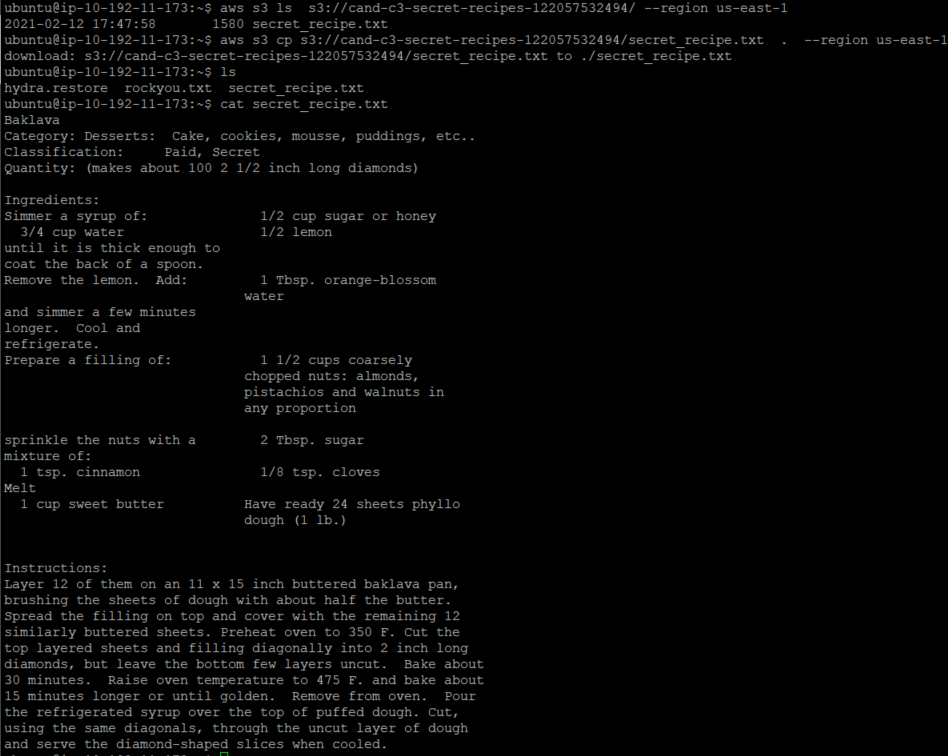 ubuntu@ip-10-192-11-173:~$ aws s3 ls  s3://cand-c3-secret-recipes-122057532494/ --region us-east-1
2021-02-12 17:47:58       1580 secret_recipe.txt
ubuntu@ip-10-192-11-173:~$ aws s3 cp s3://cand-c3-secret-recipes-122057532494/secret_recipe.txt  .  --region us-east-1
download: s3://cand-c3-secret-recipes-122057532494/secret_recipe.txt to ./secret_recipe.txt
ubuntu@ip-10-192-11-173:~$ ls
hydra.restore  rockyou.txt  secret_recipe.txt
ubuntu@ip-10-192-11-173:~$ cat secret_recipe.txt
Baklava
Category: Desserts:  Cake, cookies, mousse, puddings, etc..
Classification:     Paid, Secret
Quantity: (makes about 100 2 1/2 inch long diamonds)

Ingredients:
Simmer a syrup of:              1/2 cup sugar or honey
  3/4 cup water                 1/2 lemon
until it is thick enough to
coat the back of a spoon.
Remove the lemon.  Add:         1 Tbsp. orange-blossom
                              water
and simmer a few minutes
longer.  Cool and
refrigerate.
Prepare a filling of:           1 1/2 cups coarsely
                              chopped nuts: almonds,
                              pistachios and walnuts in
                              any proportion

sprinkle the nuts with a        2 Tbsp. sugar
mixture of:
  1 tsp. cinnamon               1/8 tsp. cloves
Melt
  1 cup sweet butter          Have ready 24 sheets phyllo
                              dough (1 lb.)


Instructions:
Layer 12 of them on an 11 x 15 inch buttered baklava pan,
brushing the sheets of dough with about half the butter.
Spread the filling on top and cover with the remaining 12
similarly buttered sheets. Preheat oven to 350 F. Cut the
top layered sheets and filling diagonally into 2 inch long
diamonds, but leave the bottom few layers uncut.  Bake about
30 minutes.  Raise oven temperature to 475 F. and bake about
15 minutes longer or until golden.  Remove from oven.  Pour
the refrigerated syrup over the top of puffed dough. Cut,
using the same diagonals, through the uncut layer of dough
and serve the diamond-shaped slices when cooled.